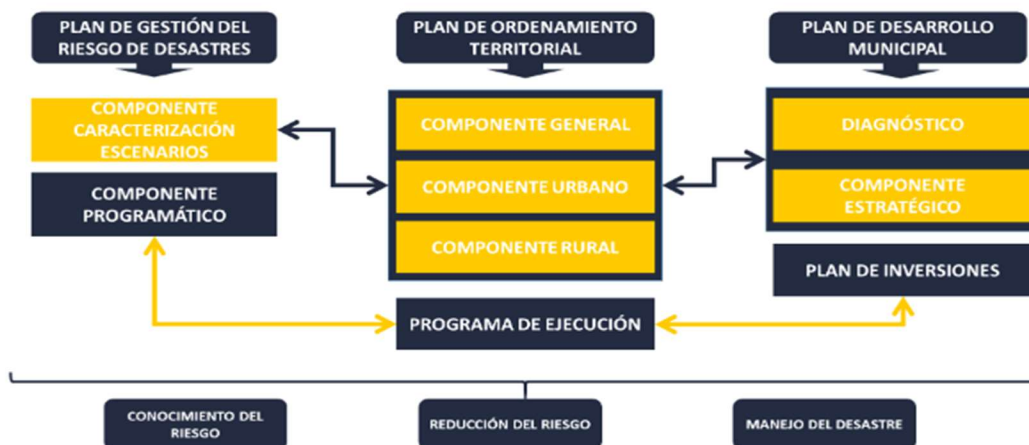 PLAN DE GESTIÓN DEL
RIESGO DE DESASTRES
PLAN DE ORDENAMIENTO
TERRITORIAL
PLAN DE DESARROLLO
MUNICIPAL
COMPONENTE
CARACTERIZACIÓN
ESCENARIOS
COMPONENTE
PROGRAMÁTICO
COMPONENTE GENERAL
COMPONENTE URBANO
COMPONENTE RURAL
DIAGNÓSTICO
COMPONENTE
ESTRATÉGICO
PLAN DE INVERSIONES
PROGRAMA DE EJECUCIÓN
CONOCIMIENTO DEL
RIESGO
REDUCCIÓN DEL RIESGO
MANEJO DEL DESASTRE